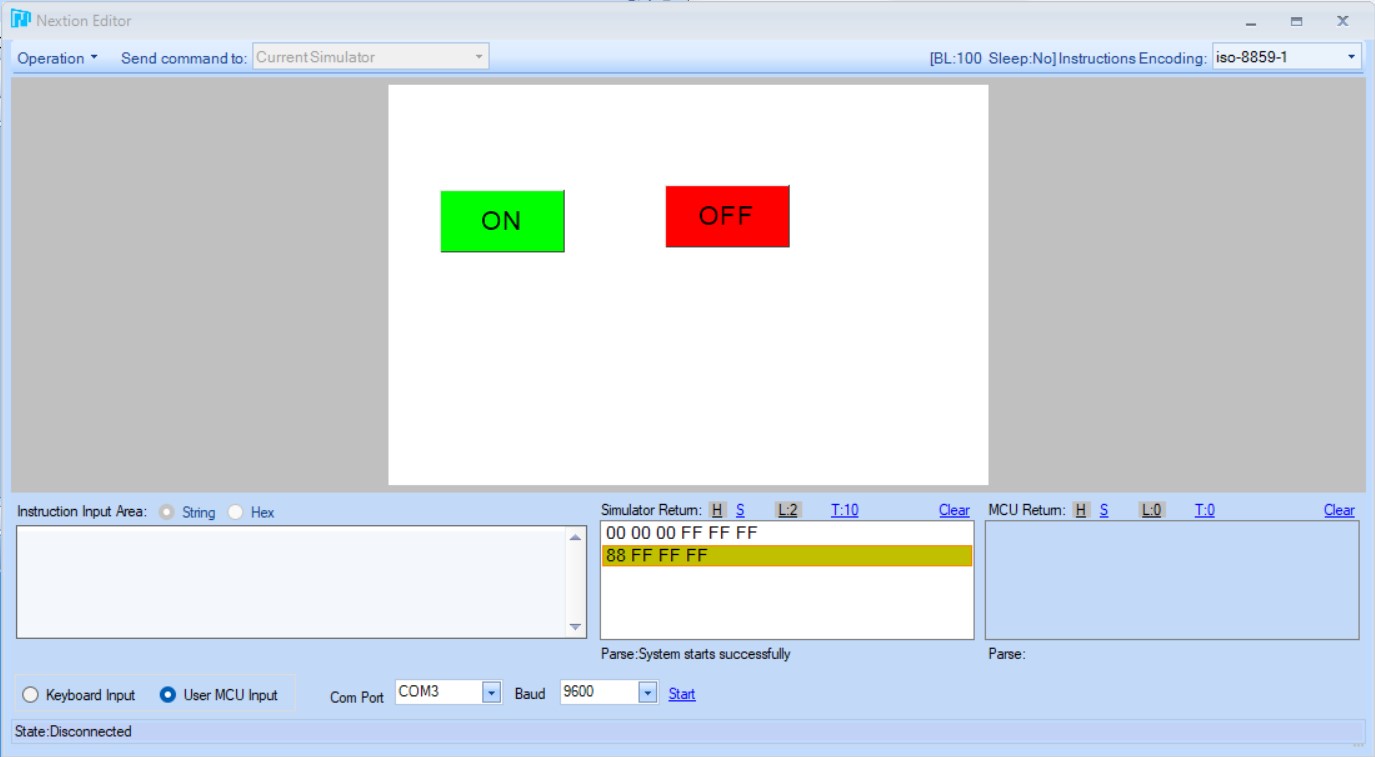 Nextion Editor
Operation Send command to: Current Simulator [BL:100 Sleep:No] Instructions Encoding: iso-8859-1
ON OFF
Instruction Input Area: String Hex
Simulator Return: H S L:2 T:10 Clear
MCU Return: H S L:0 T:0 Clear
00 00 00 FF FF FF
88 FF FF FF
Parse:System starts successfully
Parse:
Keyboard Input User MCU Input Com Port COM3 Baud 9600 Start
State:Disconnected